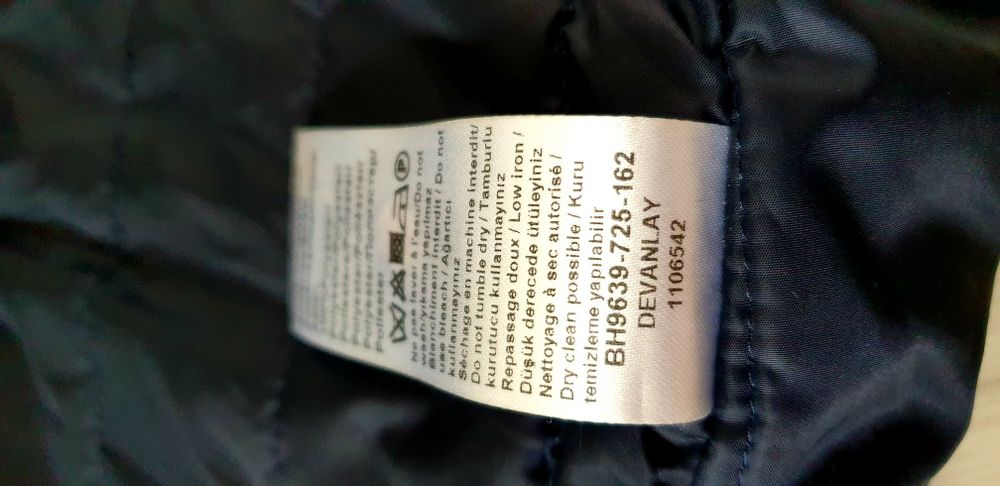 Polyester/Полиэстер/
Ne pas laver à l'eau/Do not
wash/yıkama yapılmaz
Blanchiment interdit / Do not
use bleach / Ağartıcı
kullanmayınız
Séchage en machine interdit/
Do not tumble dry / Tamburlu
kurutucu kullanmayınız
Repassage doux / Low iron /
Düşük derecede ütüleyiniz
Nettoyage à sec autorisé /
Dry clean possible / Kuru
temizleme yapılabilir
BH9639-725-162
DEVANLAY
1106542